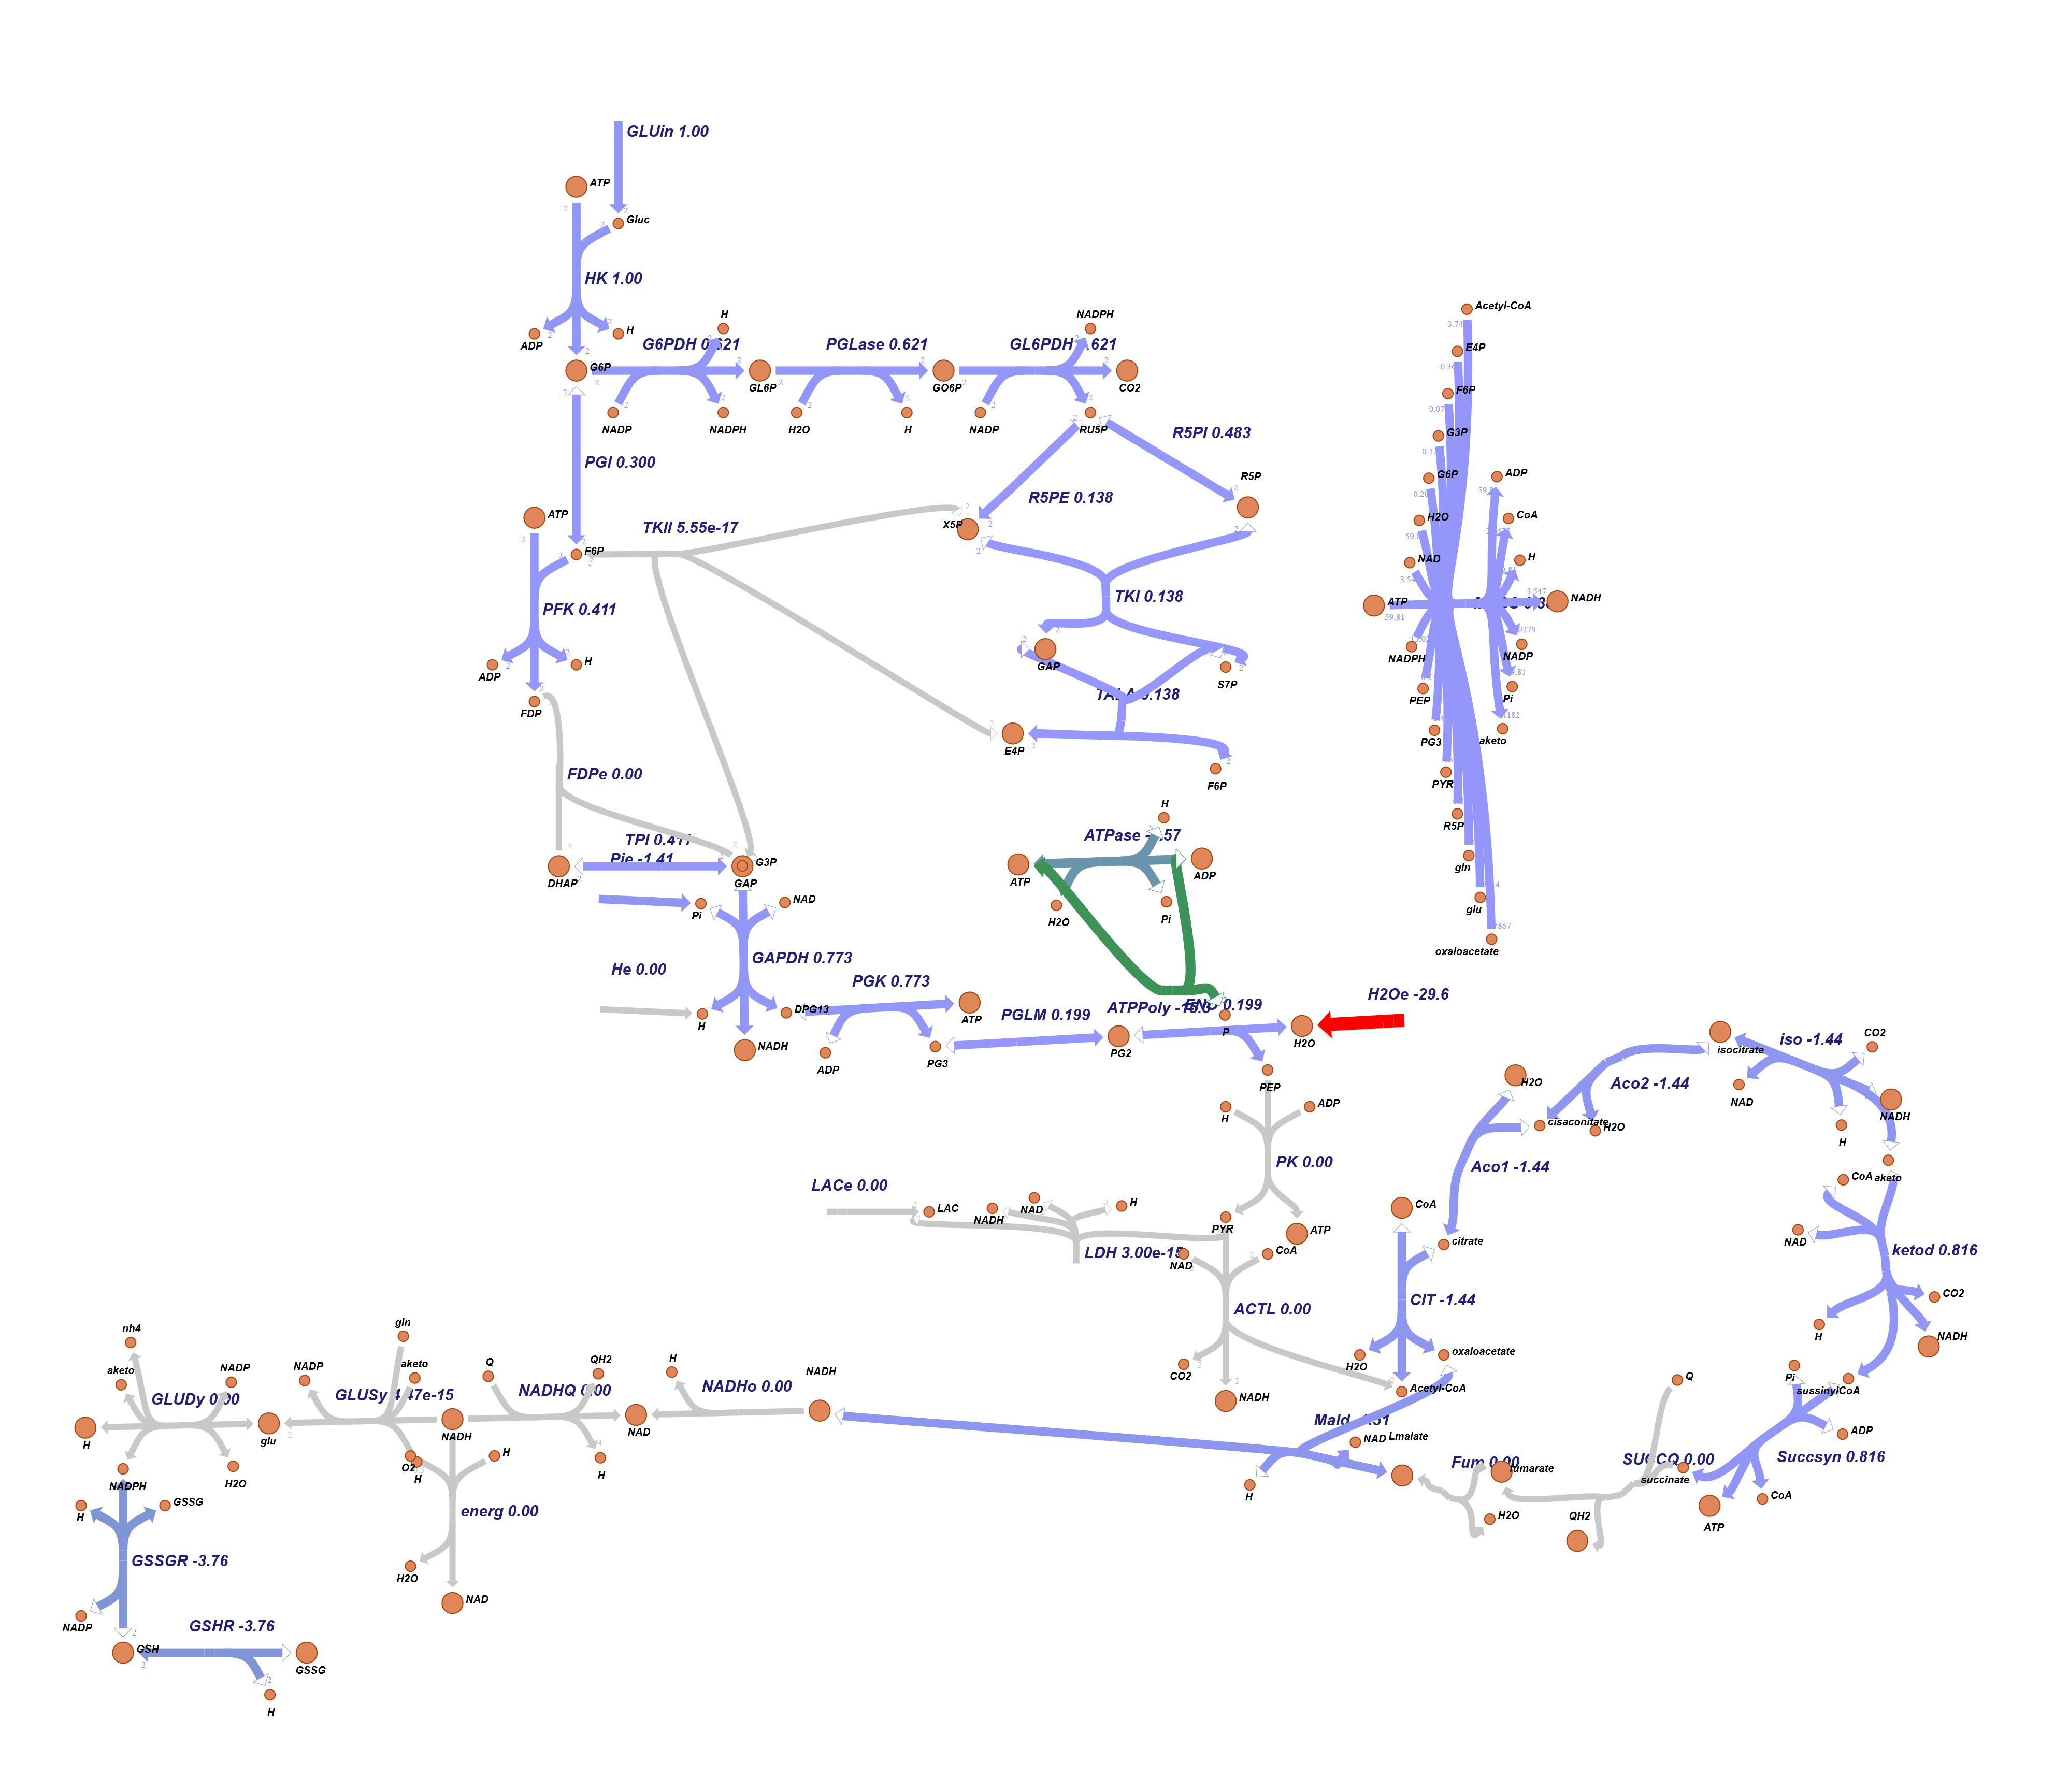 GLUin 1.00
ATP
Gluc
HK 1.00
ADP
H
G6P
G6PDH 0.621
H
NADP
NADPH
GL6P
PGLase 0.621
H2O
H
GO6P
NADPH
NADP
CO2
RU5P
R5PI 0.483
R5P
R5PE 0.138
X5P
PGI 0.300
ATP
F6P
TKII 5.55e-17
PFK 0.411
ADP
H
FDP
TKI 0.138
GAP
S7P
E4P
F6P
FDPe 0.00
DHAP
G3P
GAP
Pi
NAD
GAPDH 0.773
He 0.00
H
DPG13
NADH
PGK 0.773
ATP
ADP
PG3
PGLM 0.199
PG2
ATP
H
ADP
H2O
Pi
P
H2O
H2Oe -29.6
PEP
H
ADP
PK 0.00
PYR
ATP
LACe 0.00
LAC
NADH
NAD
H
NAD
CoA
ACTL 0.00
CO2
NADH
Acetyl-CoA
CoA
citrate
CIT -1.44
H2O
oxaloacetate
Aco1 -1.44
H2O
cisaconitate
H2O
Aco2 -1.44
isocitrate
iso -1.44
CO2
NAD
H
NADH
aketo
CoA
NAD
ketod 0.816
CO2
H
NADH
Pi
sussinylCoA
ADP
Succsyn 0.816
CoA
ATP
succinate
Q
QH2
fumarate
H2O
Lmalate
NAD
H
NADH
NADHo 0.00
H
NAD
QH2
Q
H
NADH
H
energ 0.00
O2
H
H2O
NAD
gln
aketo
NADP
glu
nh4
aketo
NADP
H
NADPH
H2O
H
GSSG
GSSGR -3.76
NADP
GSH
GSHR -3.76
GSSG
H
Acetyl-CoA
E4P
F6P
G3P
G6P
H2O
NAD
ATP
59.81
NADPH
PEP
PG3
PYR
R5P
gln
glu
oxaloacetate
ADP
CoA
H
3.547
NADH
NADP
Pi
aketo